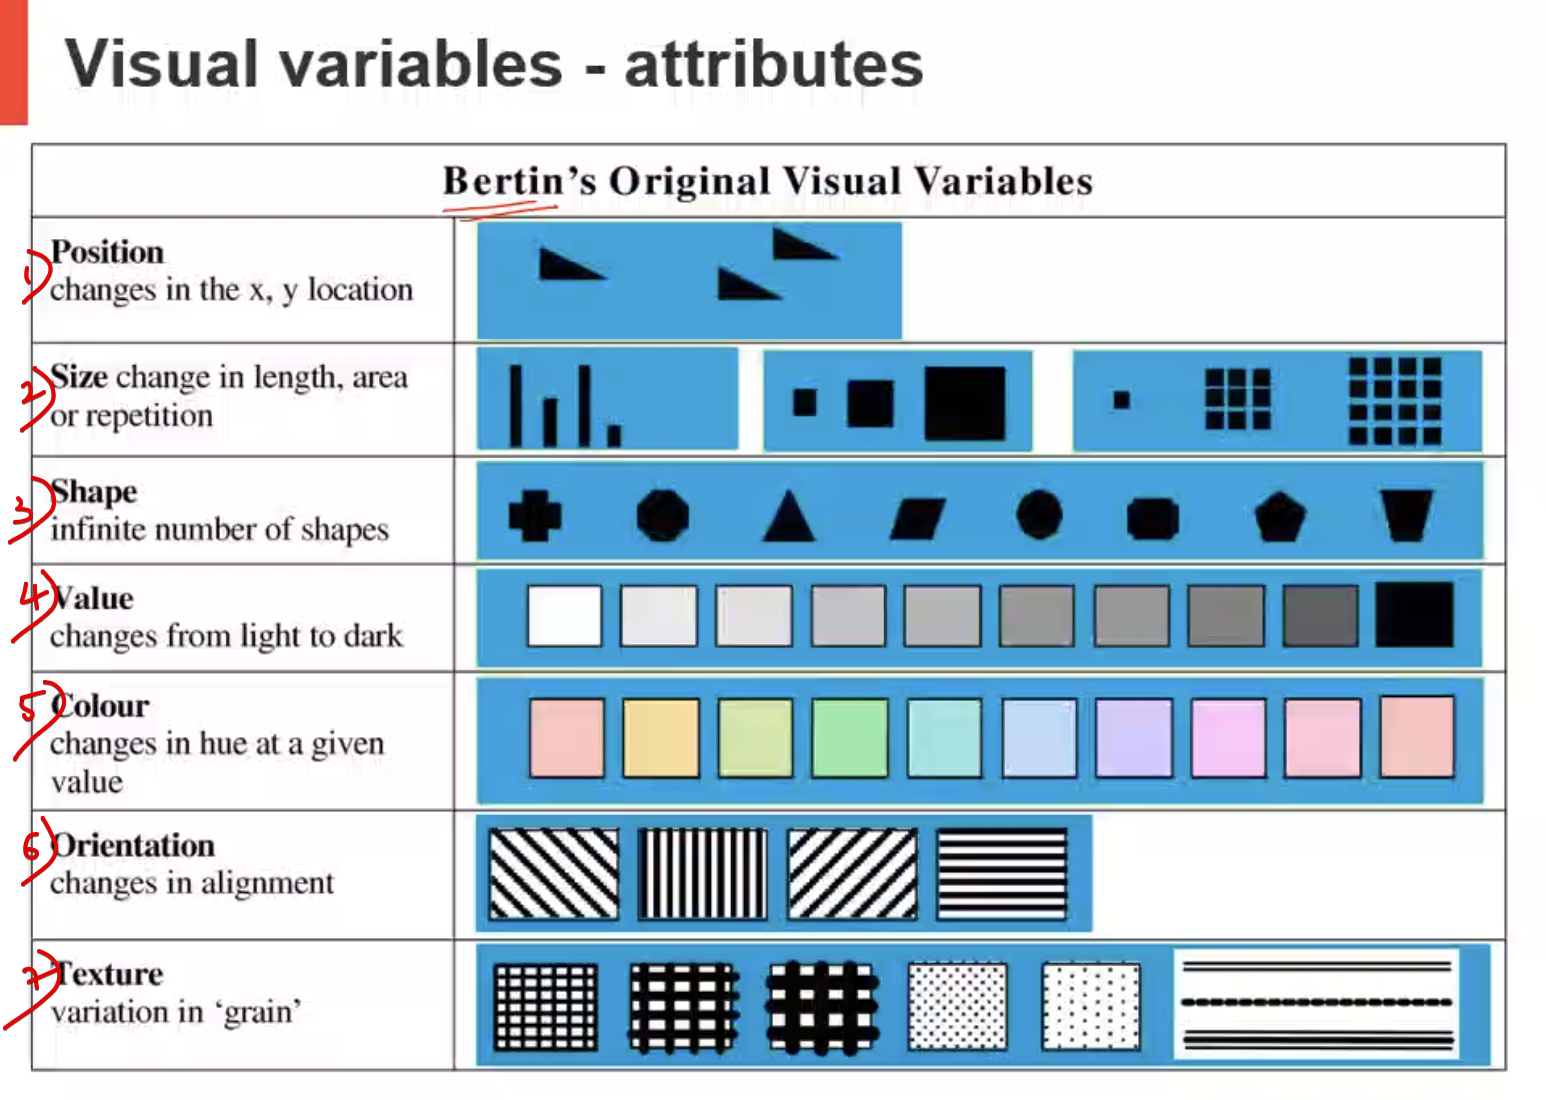 Visual variables - attributes
Bertin's Original Visual Variables
1) Position
changes in the x, y location
2) Size change in length, area
or repetition
3) Shape
infinite number of shapes
4) Value
changes from light to dark
5) Colour
changes in hue at a given
value
6) Orientation
changes in alignment
7) Texture
variation in ‘grain’